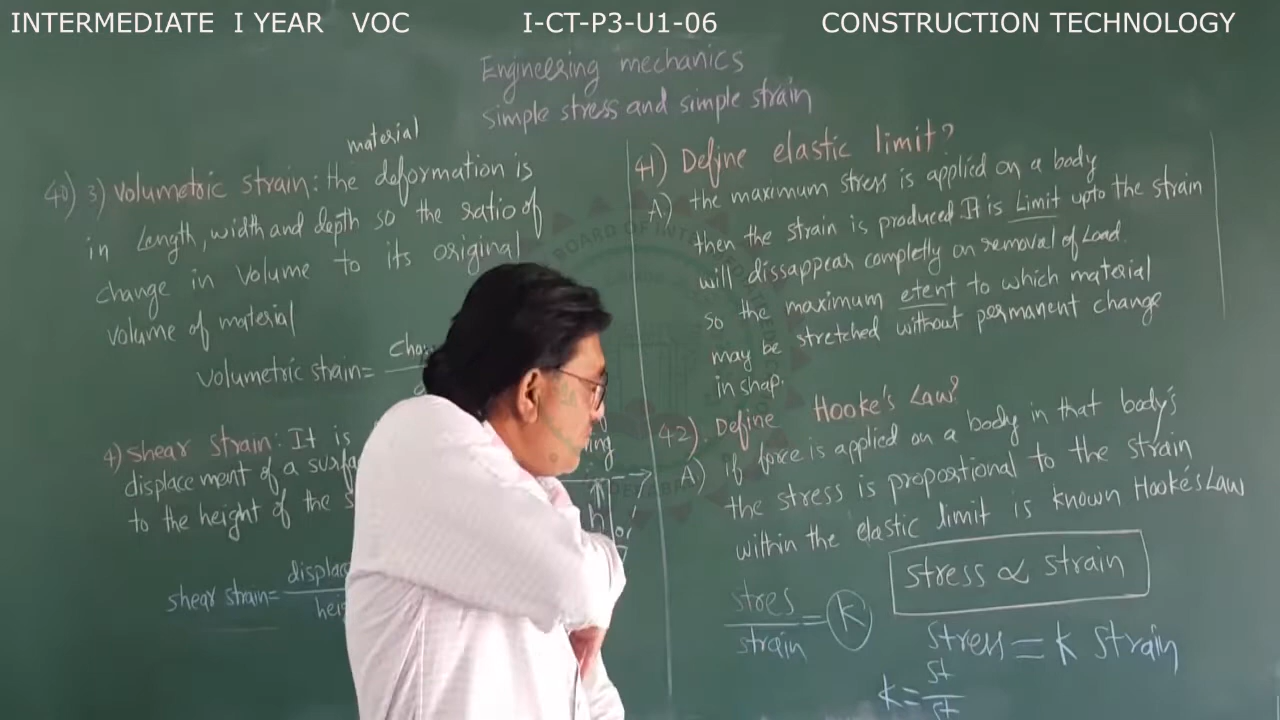 INTERMEDIATE I YEAR VOC I-CT-P3-U1-06 CONSTRUCTION TECHNOLOGY
Engineering mechanics
simple stress and simple strain
material
40) 3) Volumetric strain: the deformation is
in Length, width and depth so the ratio of
change in volume to its original
volume of material
volumetric strain=
4) shear strain: It is
displacement of a surfa
to the height of the s
shear strain= displac
hei
h
41) Define elastic limit?
A) the maximum stress is applied on a body
then the strain is produced It is Limit upto the strain
will dissappear completly on removal of Load.
so the maximum etent to which material
may be stretched without permanent change
in shap.
42). Define Hooke's Law?
A) if force is applied on a body in that body's
the stress is propostional to the strain
within the elastic limit is known Hooke's Law
stress ∝ strain
stres
strain = K
stress = K strain
K = st
st